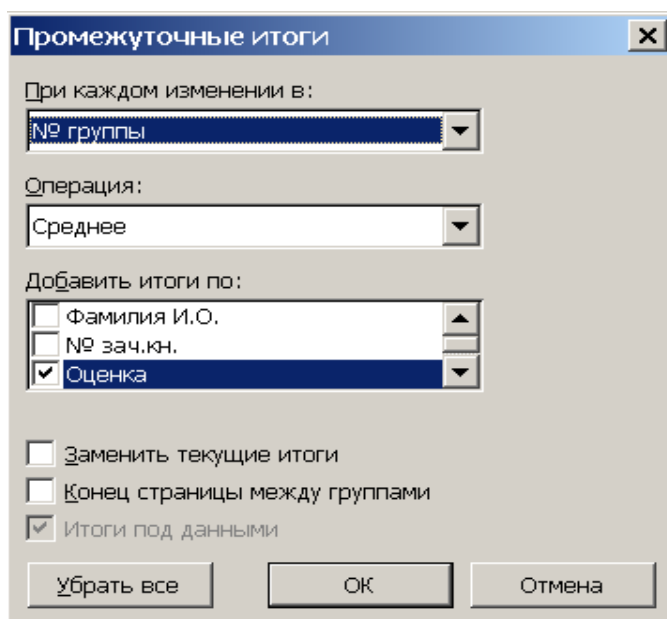 Промежуточные итоги
При каждом изменении в:
№ группы
Операция:
Среднее
Добавить итоги по:
Фамилия И.О.
№ зач.кн.
Оценка
Заменить текущие итоги
Конец страницы между группами
Итоги под данными
Убрать все ОК Отмена